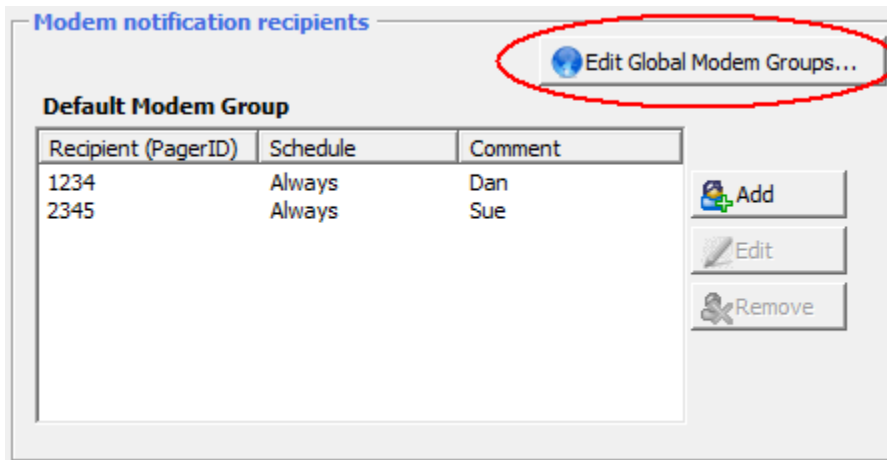 Modem notification recipients
Edit Global Modem Groups...
Default Modem Group
Recipient (PagerID) Schedule Comment
1234 Always Dan
2345 Always Sue
Add
Edit
Remove